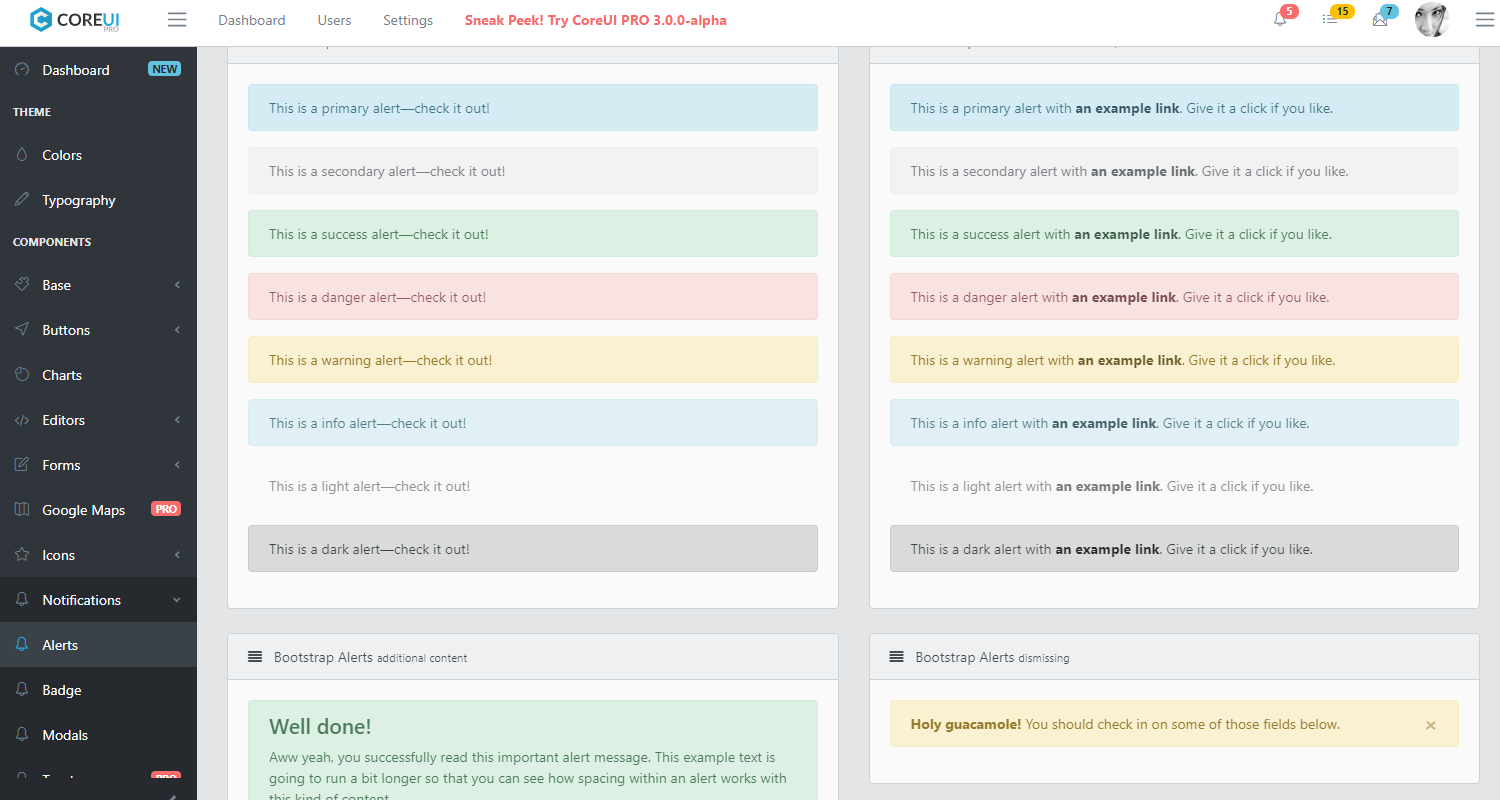 COREUI
PRO
Dashboard
Users
Settings
Sneak Peek! Try CoreUI PRO 3.0.0-alpha
5
15
7
Dashboard
NEW
THEME
Colors
Typography
COMPONENTS
Base
Buttons
Charts
Editors
Forms
Google Maps
PRO
Icons
Notifications
Alerts
Badge
Modals
PRO
This is a primary alert—check it out!
This is a secondary alert—check it out!
This is a success alert—check it out!
This is a danger alert—check it out!
This is a warning alert—check it out!
This is a info alert—check it out!
This is a light alert—check it out!
This is a dark alert—check it out!
This is a primary alert with an example link. Give it a click if you like.
This is a secondary alert with an example link. Give it a click if you like.
This is a success alert with an example link. Give it a click if you like.
This is a danger alert with an example link. Give it a click if you like.
This is a warning alert with an example link. Give it a click if you like.
This is a info alert with an example link. Give it a click if you like.
This is a light alert with an example link. Give it a click if you like.
This is a dark alert with an example link. Give it a click if you like.
Bootstrap Alerts additional content
Well done!
Aww yeah, you successfully read this important alert message. This example text is
going to run a bit longer so that you can see how spacing within an alert works with
this kind of content.
Bootstrap Alerts dismissing
Holy guacamole! You should check in on some of those fields below.
×